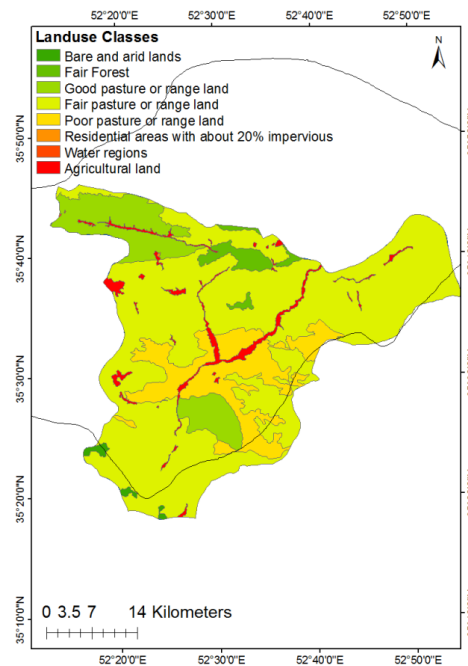 52°20'0"E 52°30'0"E 52°40'0"E 52°50'0"E
Landuse Classes
N
Bare and arid lands
Fair Forest
Good pasture or range land
Fair pasture or range land
Poor pasture or range land
Residential areas with about 20% impervious
Water regions
Agricultural land
35°50'0"N
35°40'0"N
35°30'0"N
35°20'0"N
35°10'0"N
0 3.5 7 14 Kilometers
52°20'0"E 52°30'0"E 52°40'0"E 52°50'0"E